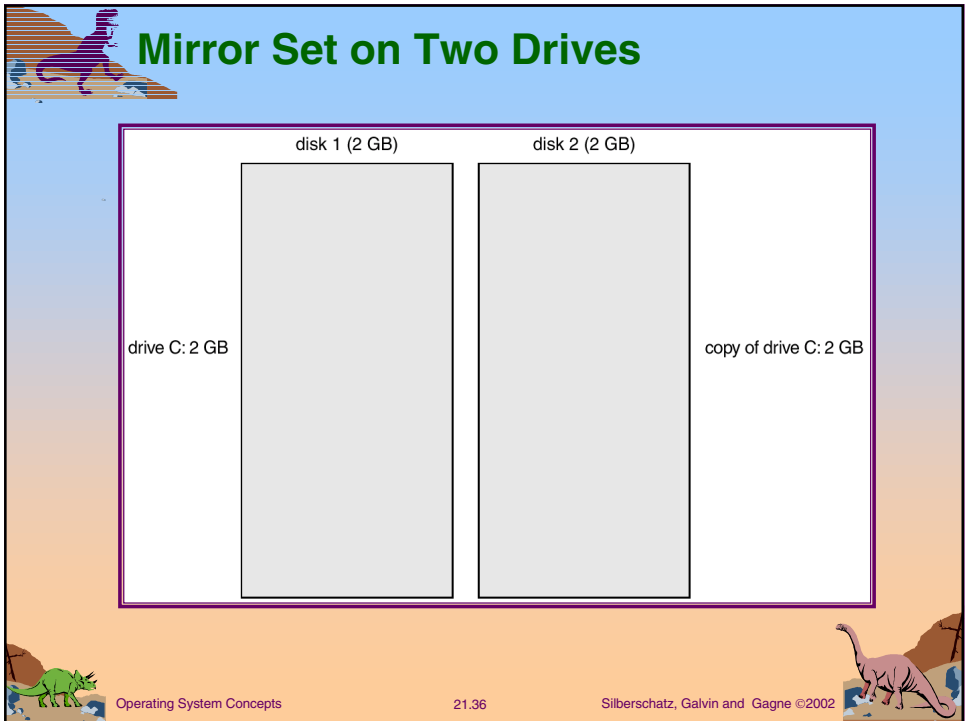 Mirror Set on Two Drives
disk 1 (2 GB)
disk 2 (2 GB)
drive C: 2 GB
copy of drive C: 2 GB
Operating System Concepts
21.36
Silberschatz, Galvin and Gagne ©2002